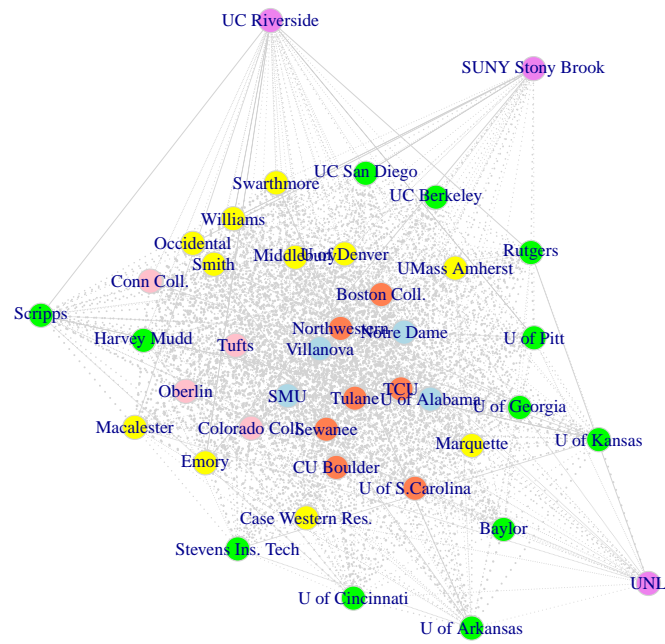 UC Riverside
SUNY Stony Brook
UC San Diego
Swarthmore
UC Berkeley
Williams
Occidental
Middlebury
U of Denver
Rutgers
Smith
UMass Amherst
Conn Coll.
Boston Coll.
Scripps
Northwestern
Notre Dame
Harvey Mudd
Tufts
Villanova
U of Pitt
Oberlin
SMU
Tulane
TCU
U of Alabama
U of Georgia
Macalester
Colorado Coll.
Sewanee
Marquette
U of Kansas
Emory
CU Boulder
U of S.Carolina
Case Western Res.
Baylor
Stevens Ins. Tech
UNL
U of Cincinnati
U of Arkansas